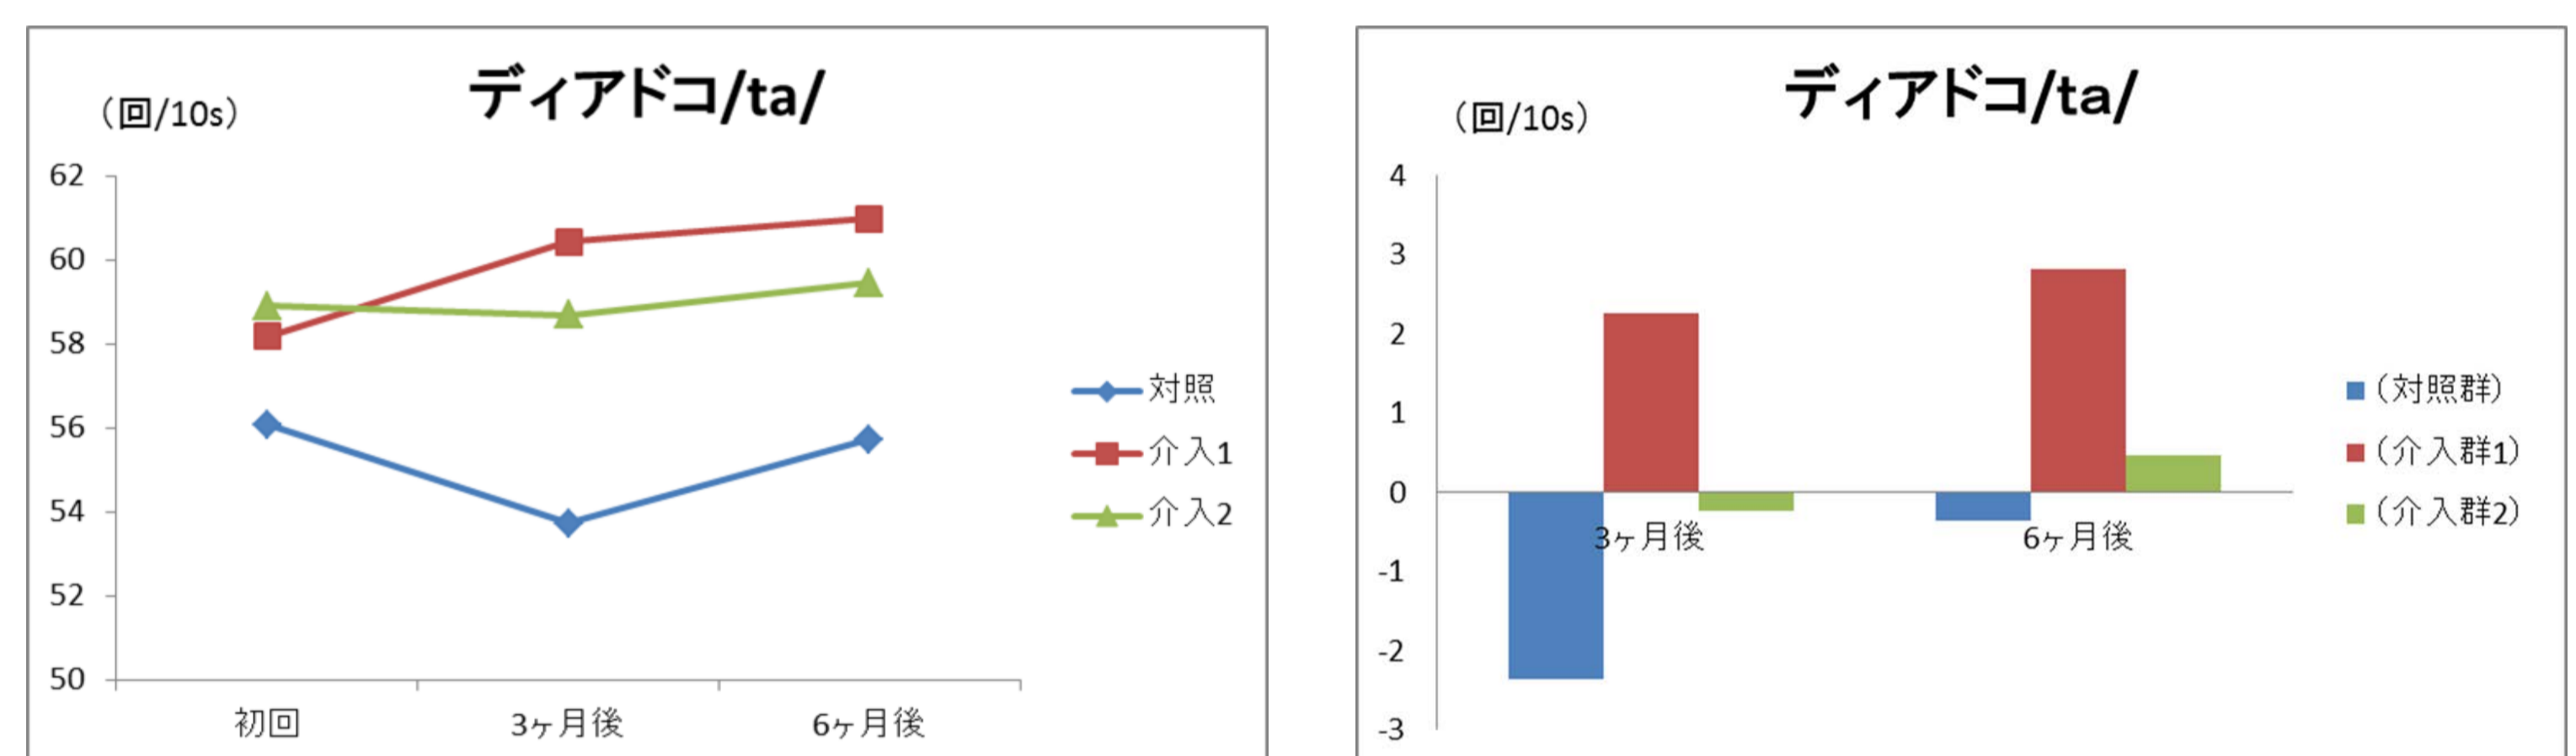 ディアドコ/ta/
（回/10s）
62
60
58
56
54
52
50
初回
3ヶ月後
6ヶ月後
対照
介入1
介入2
ディアドコ/ta/
（回/10s）
4
3
2
1
0
-1
-2
-3
3ヶ月後
6ヶ月後
（対照群）
（介入群1）
（介入群2）